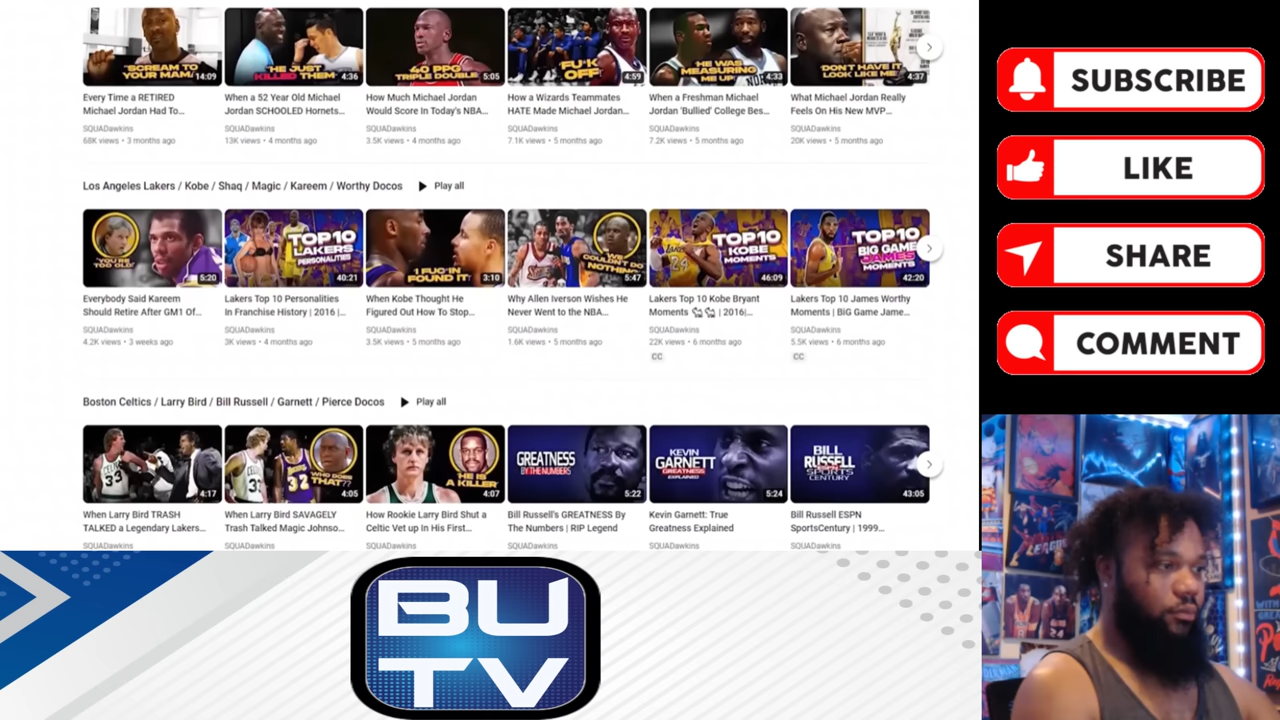 "SCREAM TO
YOUR MAMA
14:09
"HE JUST
KILLED THEM"
4:36
40 PPG
TRIPLE DOUBLE
5:05
"FU*K
OFF"
4:59
"HE WAS
MEASURING
ME UP"
4:33
"DON'T HAVE IT
LOOK LIKE ME"
4:37
Every Time a RETIRED
Michael Jordan Had To...
SQUADawkins
68K views • 3 months ago
When a 52 Year Old Michael
Jordan SCHOOLED Hornets...
SQUADawkins
13K views • 4 months ago
How Much Michael Jordan
Would Score In Today's NBA...
SQUADawkins
3.5K views • 4 months ago
How a Wizards Teammates
HATE Made Michael Jordan...
SQUADawkins
7.1K views • 5 months ago
When a Freshman Michael
Jordan 'Bullied' College Bes...
SQUADawkins
7.2K views • 5 months ago
What Michael Jordan Really
Feels On His New MVP...
SQUADawkins
20K views • 5 months ago
Los Angeles Lakers / Kobe / Shaq / Magic / Kareem / Worthy Docos
Play all
"YOU'RE
TOO OLD"
5:20
TOP 10
LAKERS
PERSONALITIES
40:21
"I FUC*IN
FOUND IT"
3:10
"WE
COULDN'T DO
NOTHING"
5:47
LAKERS
24
TOP 10
KOBE
MOMENTS
46:09
TOP 10
BIG GAME
JAMES
MOMENTS
42:20
Everybody Said Kareem
Should Retire After GM1 Of...
SQUADawkins
4.2K views • 3 weeks ago
Lakers Top 10 Personalities
In Franchise History | 2016 |...
SQUADawkins
3K views • 4 months ago
When Kobe Thought He
Figured Out How To Stop...
SQUADawkins
3.5K views • 5 months ago
Why Allen Iverson Wishes He
Never Went to the NBA...
SQUADawkins
1.6K views • 5 months ago
Lakers Top 10 Kobe Bryant
Moments | 2016|...
SQUADawkins
22K views • 6 months ago
CC
Lakers Top 10 James Worthy
Moments | BiG Game Jame...
SQUADawkins
5.5K views • 6 months ago
CC
Boston Celtics / Larry Bird / Bill Russell / Garnett / Pierce Docos
Play all
33
4:17
33
32
WHO DOES
THAT??
4:05
"HE IS
A KILLER"
4:07
GREATNESS
BY THE NUMBERS
5:22
KEVIN
GARNETT
GREATNESS
EXPLAINED
5:24
BILL
RUSSELL
ESPN
SPORTS
CENTURY
43:05
When Larry Bird TRASH
TALKED a Legendary Lakers...
SQUADawkins
When Larry Bird SAVAGELY
Trash Talked Magic Johnso...
SQUADawkins
How Rookie Larry Bird Shut a
Celtic Vet up In His First...
SQUADawkins
Bill Russell's GREATNESS By
The Numbers | RIP Legend
SQUADawkins
Kevin Garnett: True
Greatness Explained
SQUADawkins
Bill Russell ESPN
SportsCentury | 1999...
SQUADawkins
SUBSCRIBE
LIKE
SHARE
COMMENT
BU
TV